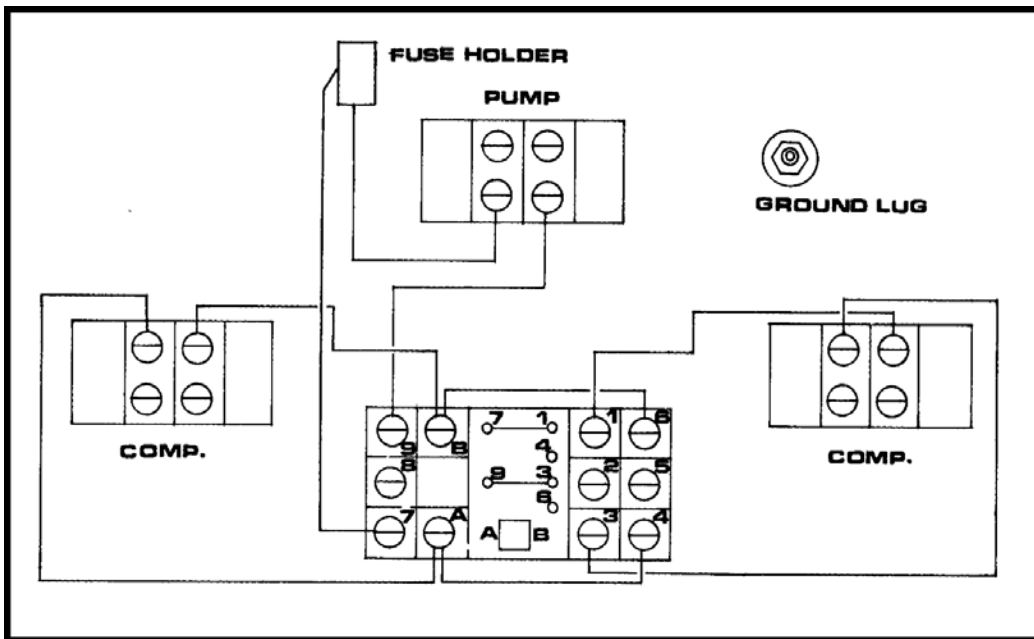 FUSE HOLDER
PUMP
GROUND LUG
COMP.
COMP.
9 B 7 1 1 6
4
8 9 3 2 5
6
7 A A B 3 4